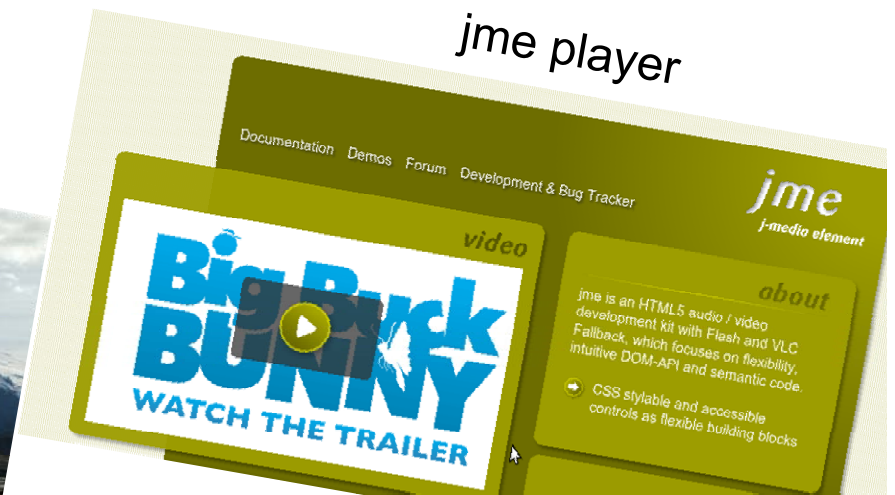 jme player
Documentation Demos Forum Development & Bug Tracker
jme
j-media element
video
Big Buck
BUNNY
WATCH THE TRAILER
about
jme is an HTML5 audio / video
development kit with Flash and VLC
Fallback, which focuses on flexibility,
intuitive DOM-API and semantic code.
CSS stylable and accessible
controls as flexible building blocks